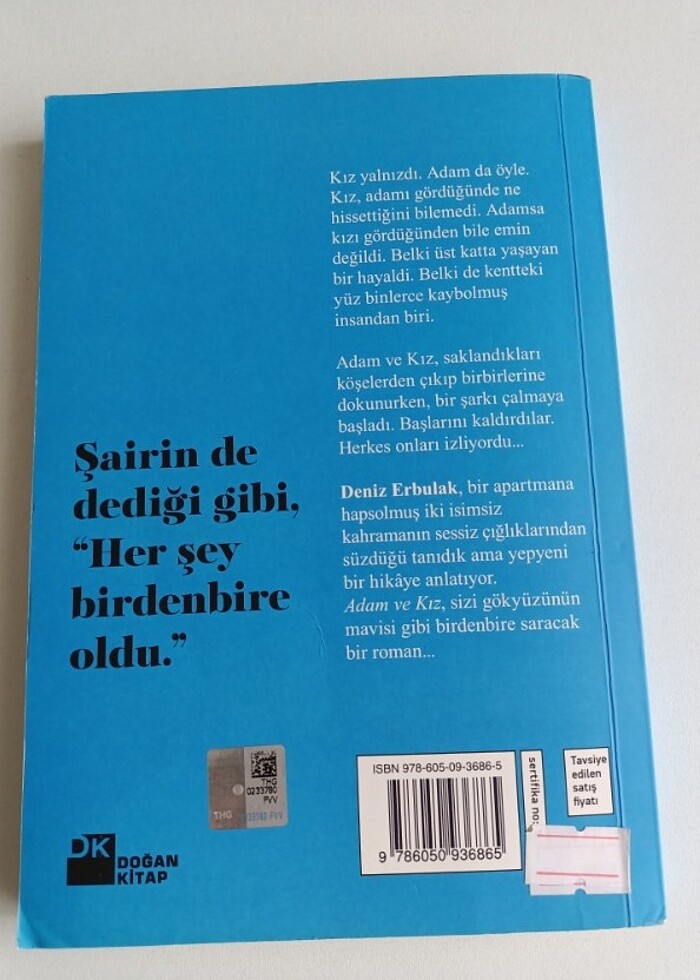 Kız yalnızdı. Adam da öyle.
Kız, adamı gördüğünde ne
hissettiğini bilemedi. Adamsa
kızı gördüğünden bile emin
değildi. Belki üst katta yaşayan
bir hayaldi. Belki de kentteki
yüz binlerce kaybolmuş
insandan biri.
Adam ve Kız, saklandıkları
köşelerden çıkıp birbirlerine
dokunurken, bir şarkı çalmaya
başladı. Başlarını kaldırdılar.
Herkes onları izliyordu...
Deniz Erbulak, bir apartmana
hapsolmuş iki isimsiz
kahramanın sessiz çığlıklarından
süzdüğü tanıdık ama yepyeni
bir hikâye anlatıyor.
Adam ve Kız, sizi gökyüzünün
mavisi gibi birdenbire saracak
bir roman...
Şairin de
dediği gibi,
“Her şey
birdenbire
oldu.”
THG
0233780
PVV
THG
ISBN 978-605-09-3686-5
9 786050 936865
sertifika no:
Tavsiye
edilen
satış
fiyatı
DK
DOĞAN
KİTAP